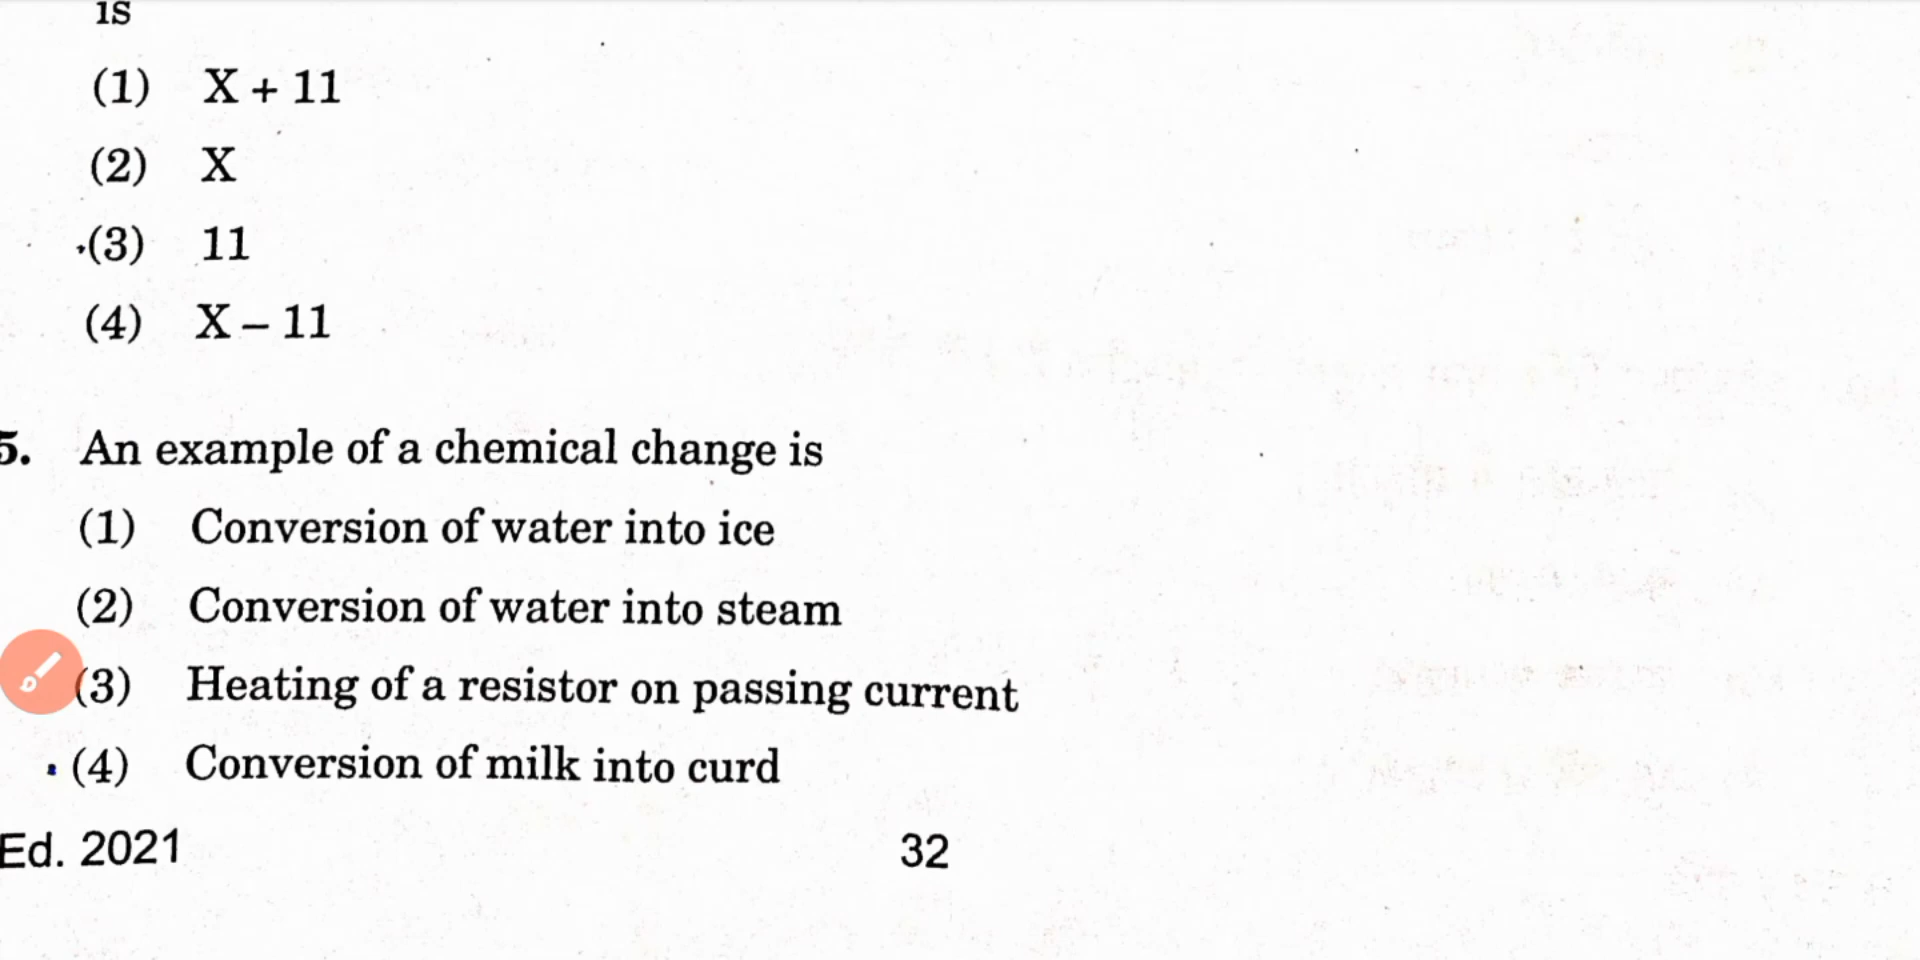 is
(1) X + 11
(2) X
(3) 11
(4) X – 11
5. An example of a chemical change is
(1) Conversion of water into ice
(2) Conversion of water into steam
(3) Heating of a resistor on passing current
(4) Conversion of milk into curd
Ed. 2021 32